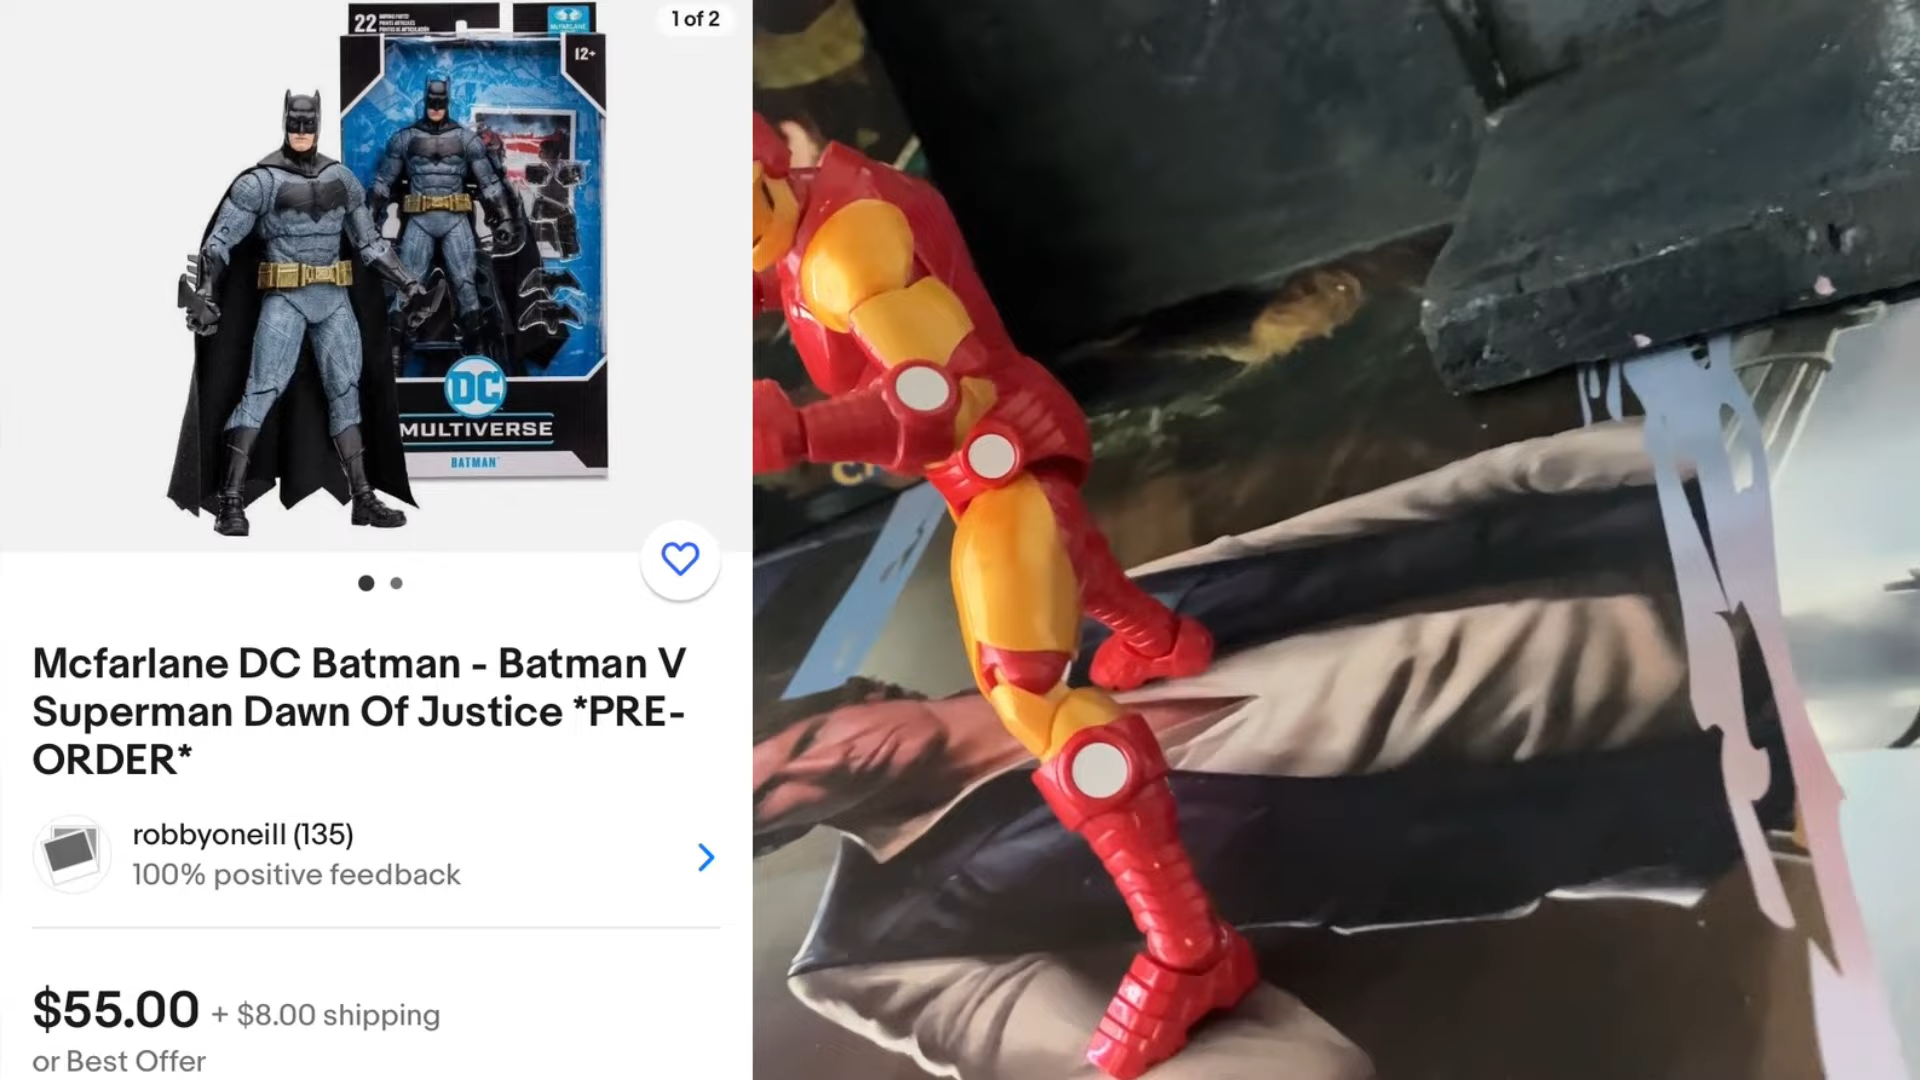 1 of 2
22
McFARLANE
12+
DC
MULTIVERSE
BATMAN
Mcfarlane DC Batman - Batman V
Superman Dawn Of Justice *PRE-
ORDER*
robbyoneill (135)
100% positive feedback
$55.00 + $8.00 shipping
or Best Offer